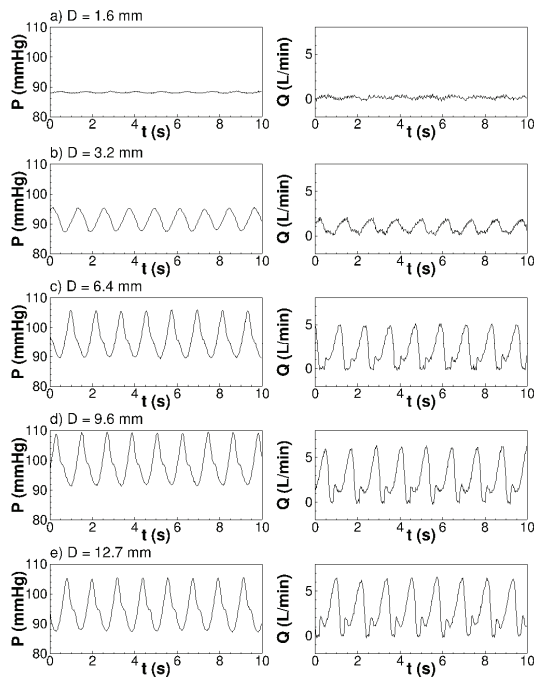 a) D = 1.6 mm
P (mmHg)
110
100
90
80
0 2 4 6 8 10
t (s)
Q (L/min)
5
0
0 2 4 6 8 10
t (s)
b) D = 3.2 mm
P (mmHg)
110
100
90
80
0 2 4 6 8 10
t (s)
Q (L/min)
5
0
0 2 4 6 8 10
t (s)
c) D = 6.4 mm
P (mmHg)
110
100
90
80
0 2 4 6 8 10
t (s)
Q (L/min)
5
0
0 2 4 6 8 10
t (s)
d) D = 9.6 mm
P (mmHg)
110
100
90
80
0 2 4 6 8 10
t (s)
Q (L/min)
5
0
0 2 4 6 8 10
t (s)
e) D = 12.7 mm
P (mmHg)
110
100
90
80
0 2 4 6 8 10
t (s)
Q (L/min)
5
0
0 2 4 6 8 10
t (s)